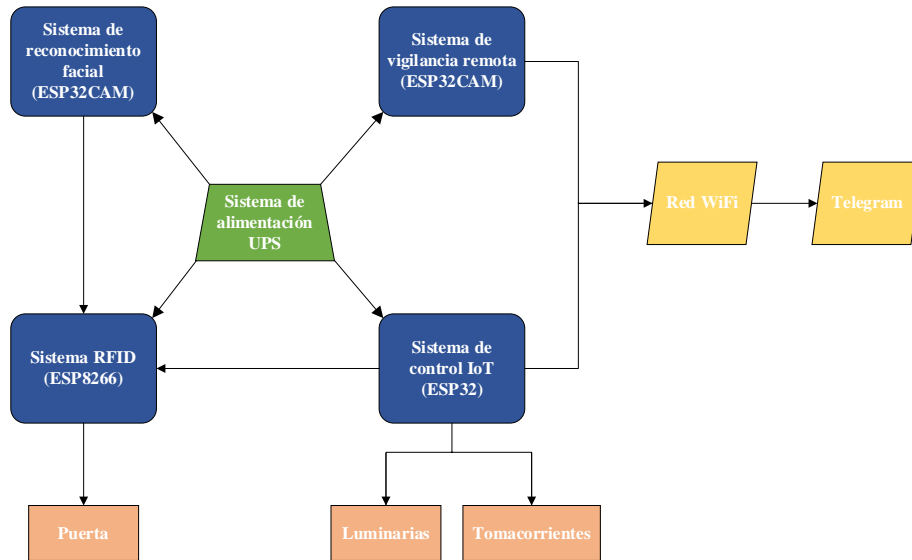 Sistema de
reconocimiento
facial
(ESP32CAM)
Sistema de
vigilancia remota
(ESP32CAM)
Sistema de
alimentación
UPS
Red WiFi
Telegram
Sistema RFID
(ESP8266)
Sistema de
control IoT
(ESP32)
Puerta
Luminarias
Tomacorrientes